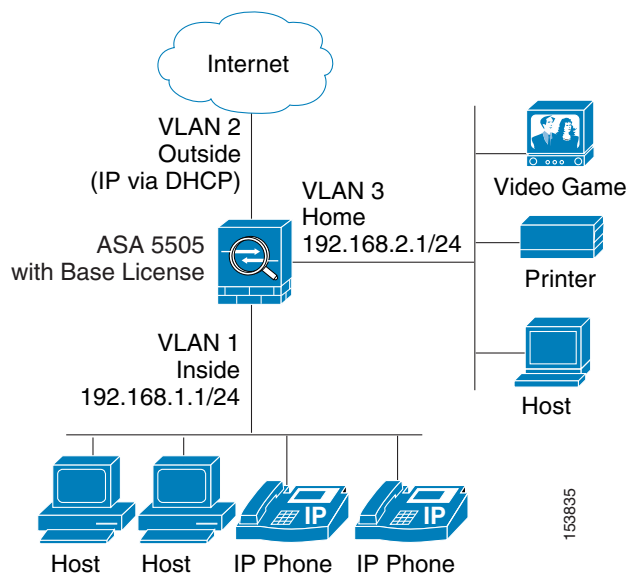 Internet
VLAN 2
Outside
(IP via DHCP)
VLAN 3
Home
192.168.2.1/24
Video Game
ASA 5505
with Base License
Printer
VLAN 1
Inside
192.168.1.1/24
Host
IP
IP
Host
Host
IP Phone
IP Phone
153835